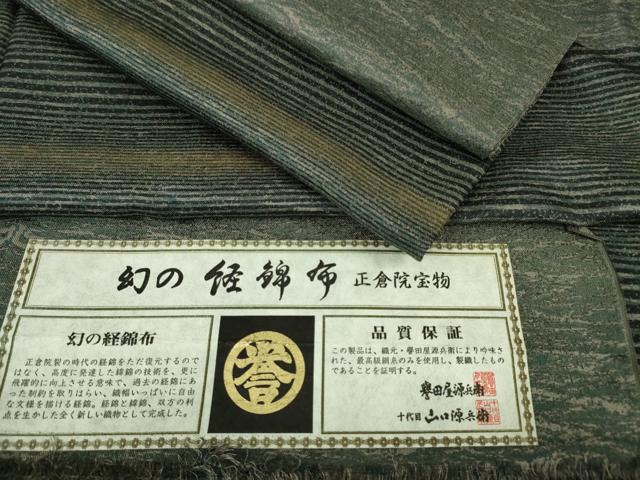 幻の 経錦布 正倉院宝物
幻の経錦布
正倉院裂の時代の経錦をただ復元するので
はなく、高度に発達した緯錦の技術を、更に
飛躍的に向上させる意味で、過去の経錦にあ
った制約を取りはらい、織幅いっぱいに自由
な文様を描ける経錦。経錦と緯錦、双方の利
点を生かした全く新しい織物として完成した。
誉
品質保証
この製品は、織元・譽田屋源兵衛により吟味さ
れた、最高級絹糸のみを使用し、製織したもの
であることを証明する。
譽田屋源兵衛
十代目 山口源兵衛